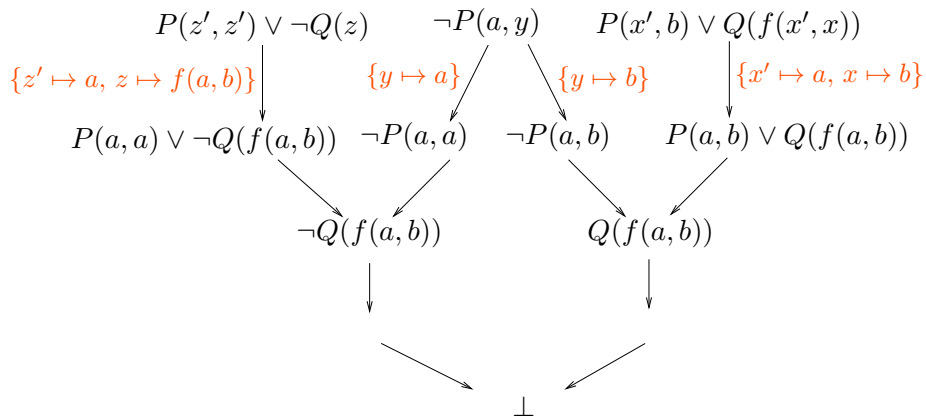 P(z′, z′) ∨ ¬Q(z) ¬P(a, y) P(x′, b) ∨ Q(f(x′, x))
{z′ ↦ a, z ↦ f(a, b)} {y ↦ a} {y ↦ b} {x′ ↦ a, x ↦ b}
P(a, a) ∨ ¬Q(f(a, b)) ¬P(a, a) ¬P(a, b) P(a, b) ∨ Q(f(a, b))
¬Q(f(a, b)) Q(f(a, b))
⊥